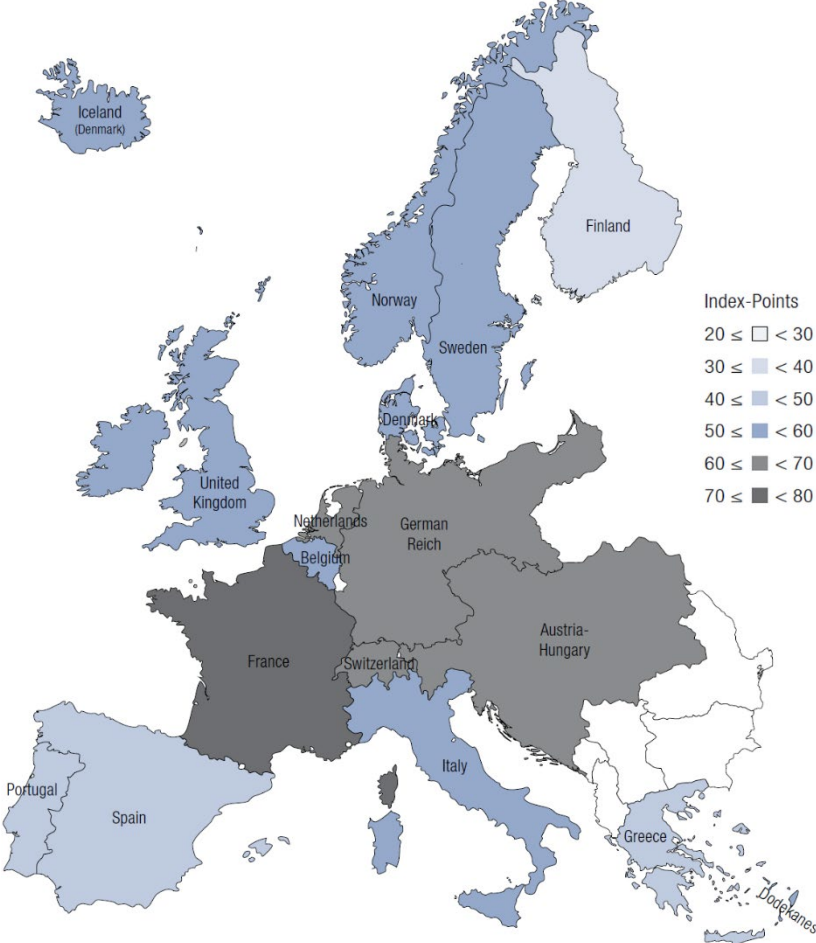 Iceland
(Denmark)
Finland
Norway
Sweden
Index-Points
20 ≤ < 30
30 ≤ < 40
40 ≤ < 50
50 ≤ < 60
60 ≤ < 70
70 ≤ < 80
Denmark
United
Kingdom
Netherlands
German
Reich
Belgium
Austria-
Hungary
France
Switzerland
Italy
Portugal
Spain
Greece
Dodekanes